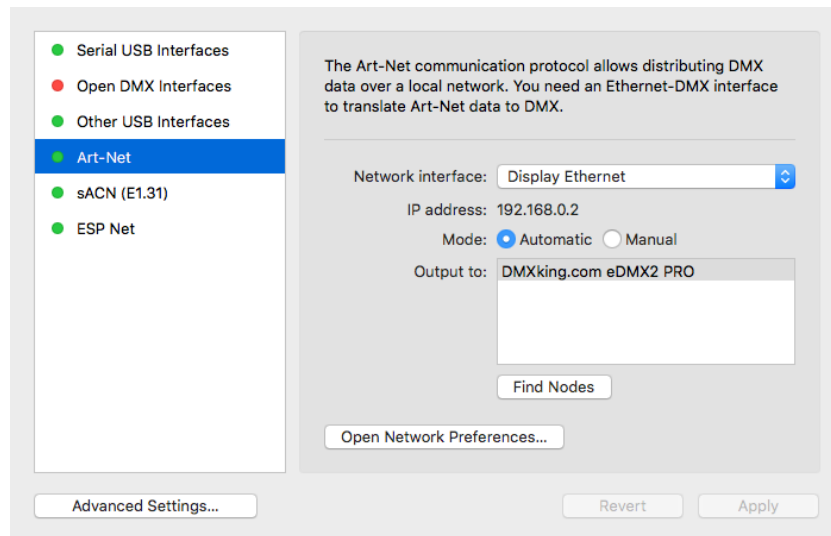 Serial USB Interfaces
Open DMX Interfaces
Other USB Interfaces
Art-Net
sACN (E1.31)
ESP Net
The Art-Net communication protocol allows distributing DMX
data over a local network. You need an Ethernet-DMX interface
to translate Art-Net data to DMX.
Network interface: Display Ethernet
IP address: 192.168.0.2
Mode: Automatic Manual
Output to: DMXking.com eDMX2 PRO
Find Nodes
Open Network Preferences...
Advanced Settings...
Revert Apply